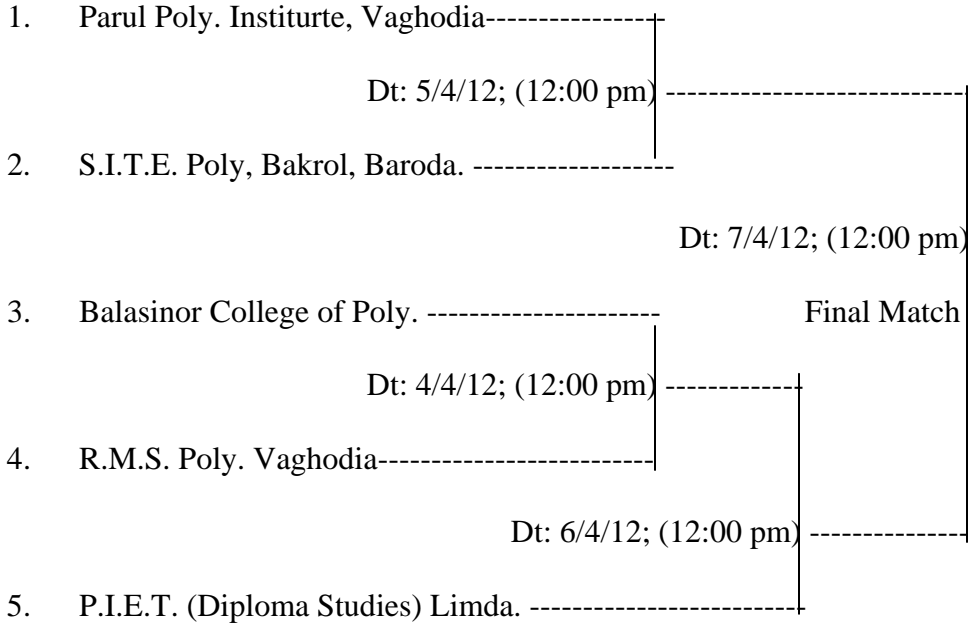 1. Parul Poly. Institurte, Vaghodia-----------------
Dt: 5/4/12; (12:00 pm) ----------------------------
2. S.I.T.E. Poly, Bakrol, Baroda. -------------------
Dt: 7/4/12; (12:00 pm)
3. Balasinor College of Poly. ---------------------- Final Match
Dt: 4/4/12; (12:00 pm) -------------
4. R.M.S. Poly. Vaghodia--------------------------
Dt: 6/4/12; (12:00 pm) ---------------
5. P.I.E.T. (Diploma Studies) Limda. --------------------------